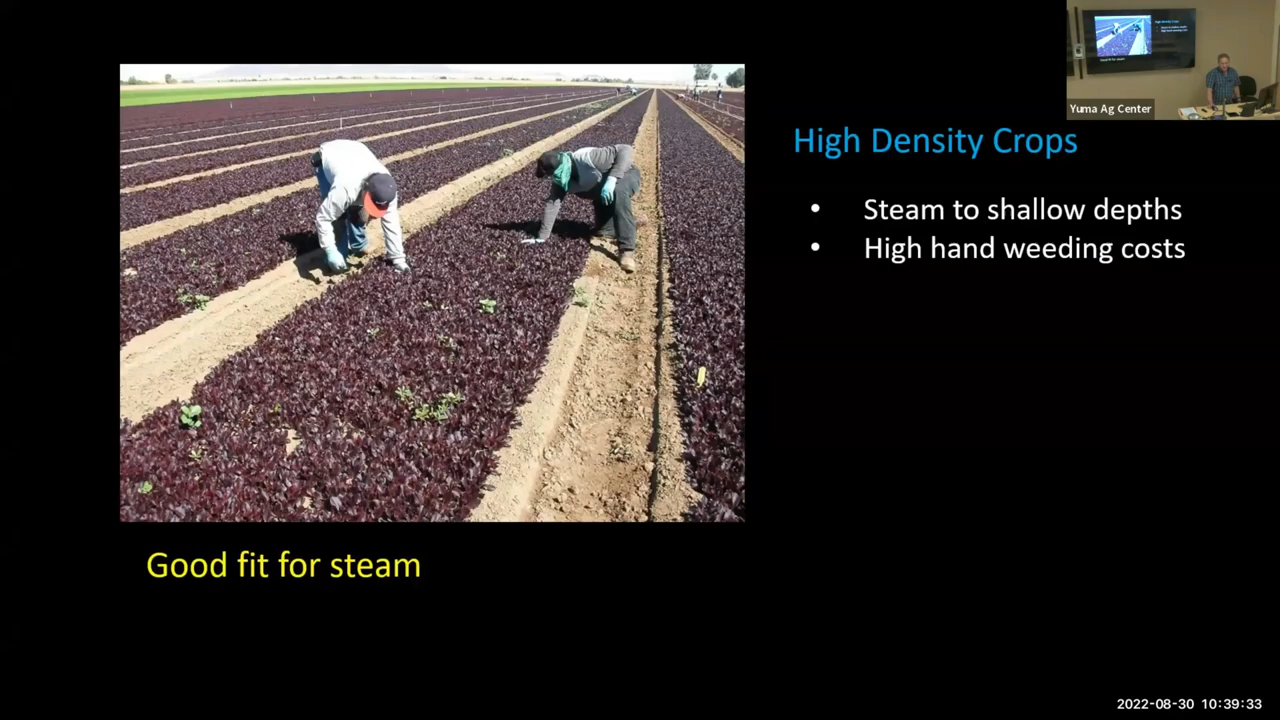 Yuma Ag Center
High Density Crops
• Steam to shallow depths
• High hand weeding costs
Good fit for steam
2022-08-30 10:39:33